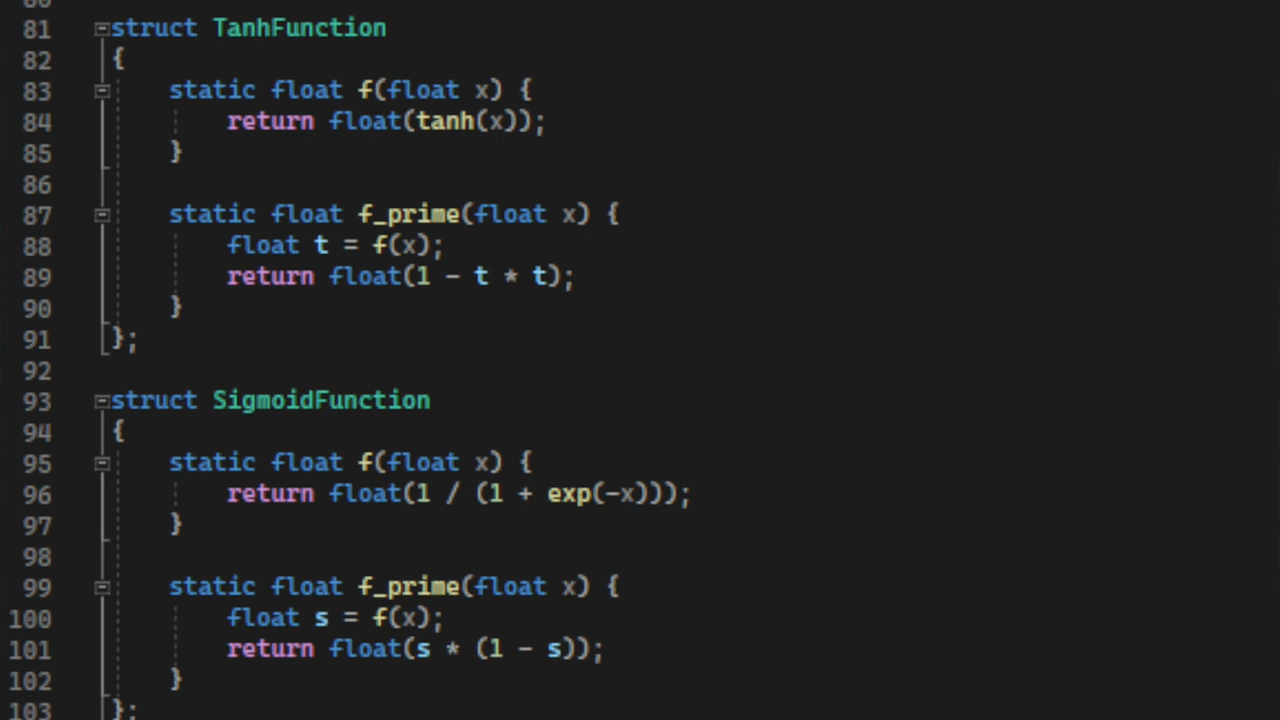 80
81 struct TanhFunction
82 {
83 static float f(float x) {
84 return float(tanh(x));
85 }
86
87 static float f_prime(float x) {
88 float t = f(x);
89 return float(1 - t * t);
90 }
91 };
92
93 struct SigmoidFunction
94 {
95 static float f(float x) {
96 return float(1 / (1 + exp(-x)));
97 }
98
99 static float f_prime(float x) {
100 float s = f(x);
101 return float(s * (1 - s));
102 }
103 };